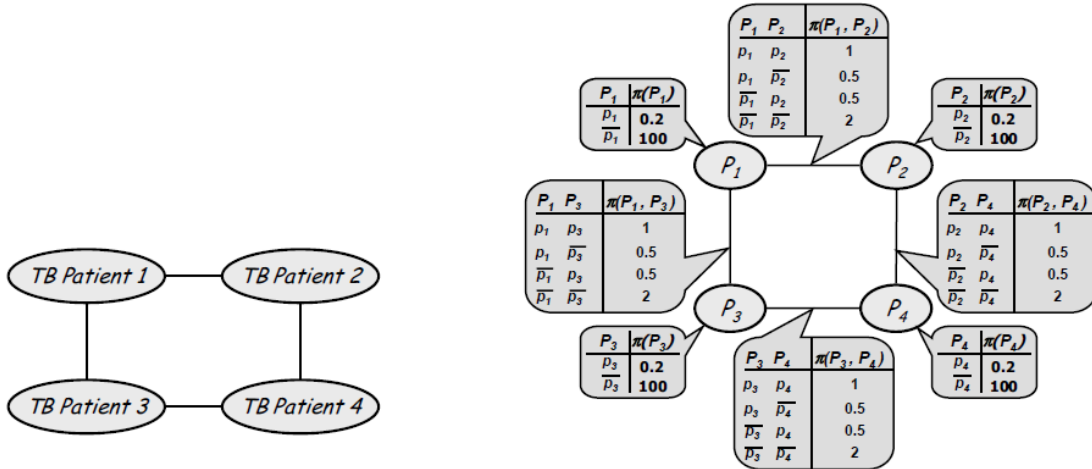 TB Patient 1
TB Patient 2
TB Patient 3
TB Patient 4
P₁ P₂ π(P₁, P₂)
p₁ p₂ 1
p₁ p̅₂ 0.5
p̅₁ p₂ 0.5
p̅₁ p̅₂ 2
P₁ π(P₁)
p₁ 0.2
p̅₁ 100
P₂ π(P₂)
p₂ 0.2
p̅₂ 100
P₁
P₂
P₁ P₃ π(P₁, P₃)
p₁ p₃ 1
p₁ p̅₃ 0.5
p̅₁ p₃ 0.5
p̅₁ p̅₃ 2
P₂ P₄ π(P₂, P₄)
p₂ p₄ 1
p₂ p̅₄ 0.5
p̅₂ p₄ 0.5
p̅₂ p̅₄ 2
P₃
P₄
P₃ π(P₃)
p₃ 0.2
p̅₃ 100
P₃ P₄ π(P₃, P₄)
p₃ p₄ 1
p₃ p̅₄ 0.5
p̅₃ p₄ 0.5
p̅₃ p̅₄ 2
P₄ π(P₄)
p₄ 0.2
p̅₄ 100